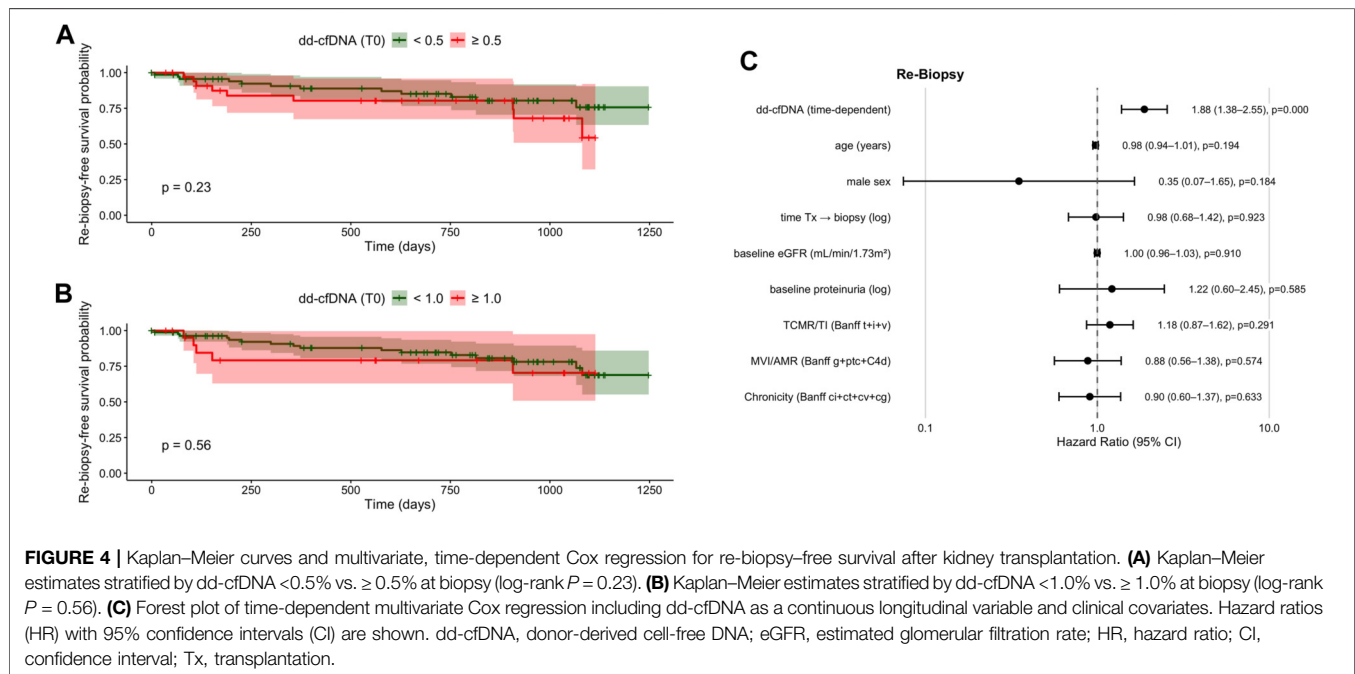 A
dd-cfDNA (T0) < 0.5 ≥ 0.5
Re-biopsy-free survival probability
1.00
0.75
0.50
0.25
0.00
p = 0.23
0 250 500 750 1000 1250
Time (days)
B
dd-cfDNA (T0) < 1.0 ≥ 1.0
Re-biopsy-free survival probability
1.00
0.75
0.50
0.25
0.00
p = 0.56
0 250 500 750 1000 1250
Time (days)
C
Re-Biopsy
dd-cfDNA (time-dependent) 1.88 (1.38–2.55), p=0.000
age (years) 0.98 (0.94–1.01), p=0.194
male sex 0.35 (0.07–1.65), p=0.184
time Tx → biopsy (log) 0.98 (0.68–1.42), p=0.923
baseline eGFR (mL/min/1.73m²) 1.00 (0.96–1.03), p=0.910
baseline proteinuria (log) 1.22 (0.60–2.45), p=0.585
TCMR/TI (Banff t+i+v) 1.18 (0.87–1.62), p=0.291
MVI/AMR (Banff g+ptc+C4d) 0.88 (0.56–1.38), p=0.574
Chronicity (Banff ci+ct+cv+cg) 0.90 (0.60–1.37), p=0.633
0.1 1.0 10.0
Hazard Ratio (95% CI)
FIGURE 4 | Kaplan–Meier curves and multivariate, time-dependent Cox regression for re-biopsy–free survival after kidney transplantation. (A) Kaplan–Meier
estimates stratified by dd-cfDNA <0.5% vs. ≥ 0.5% at biopsy (log-rank P = 0.23). (B) Kaplan–Meier estimates stratified by dd-cfDNA <1.0% vs. ≥ 1.0% at biopsy (log-rank
P = 0.56). (C) Forest plot of time-dependent multivariate Cox regression including dd-cfDNA as a continuous longitudinal variable and clinical covariates. Hazard ratios
(HR) with 95% confidence intervals (CI) are shown. dd-cfDNA, donor-derived cell-free DNA; eGFR, estimated glomerular filtration rate; HR, hazard ratio; CI,
confidence interval; Tx, transplantation.